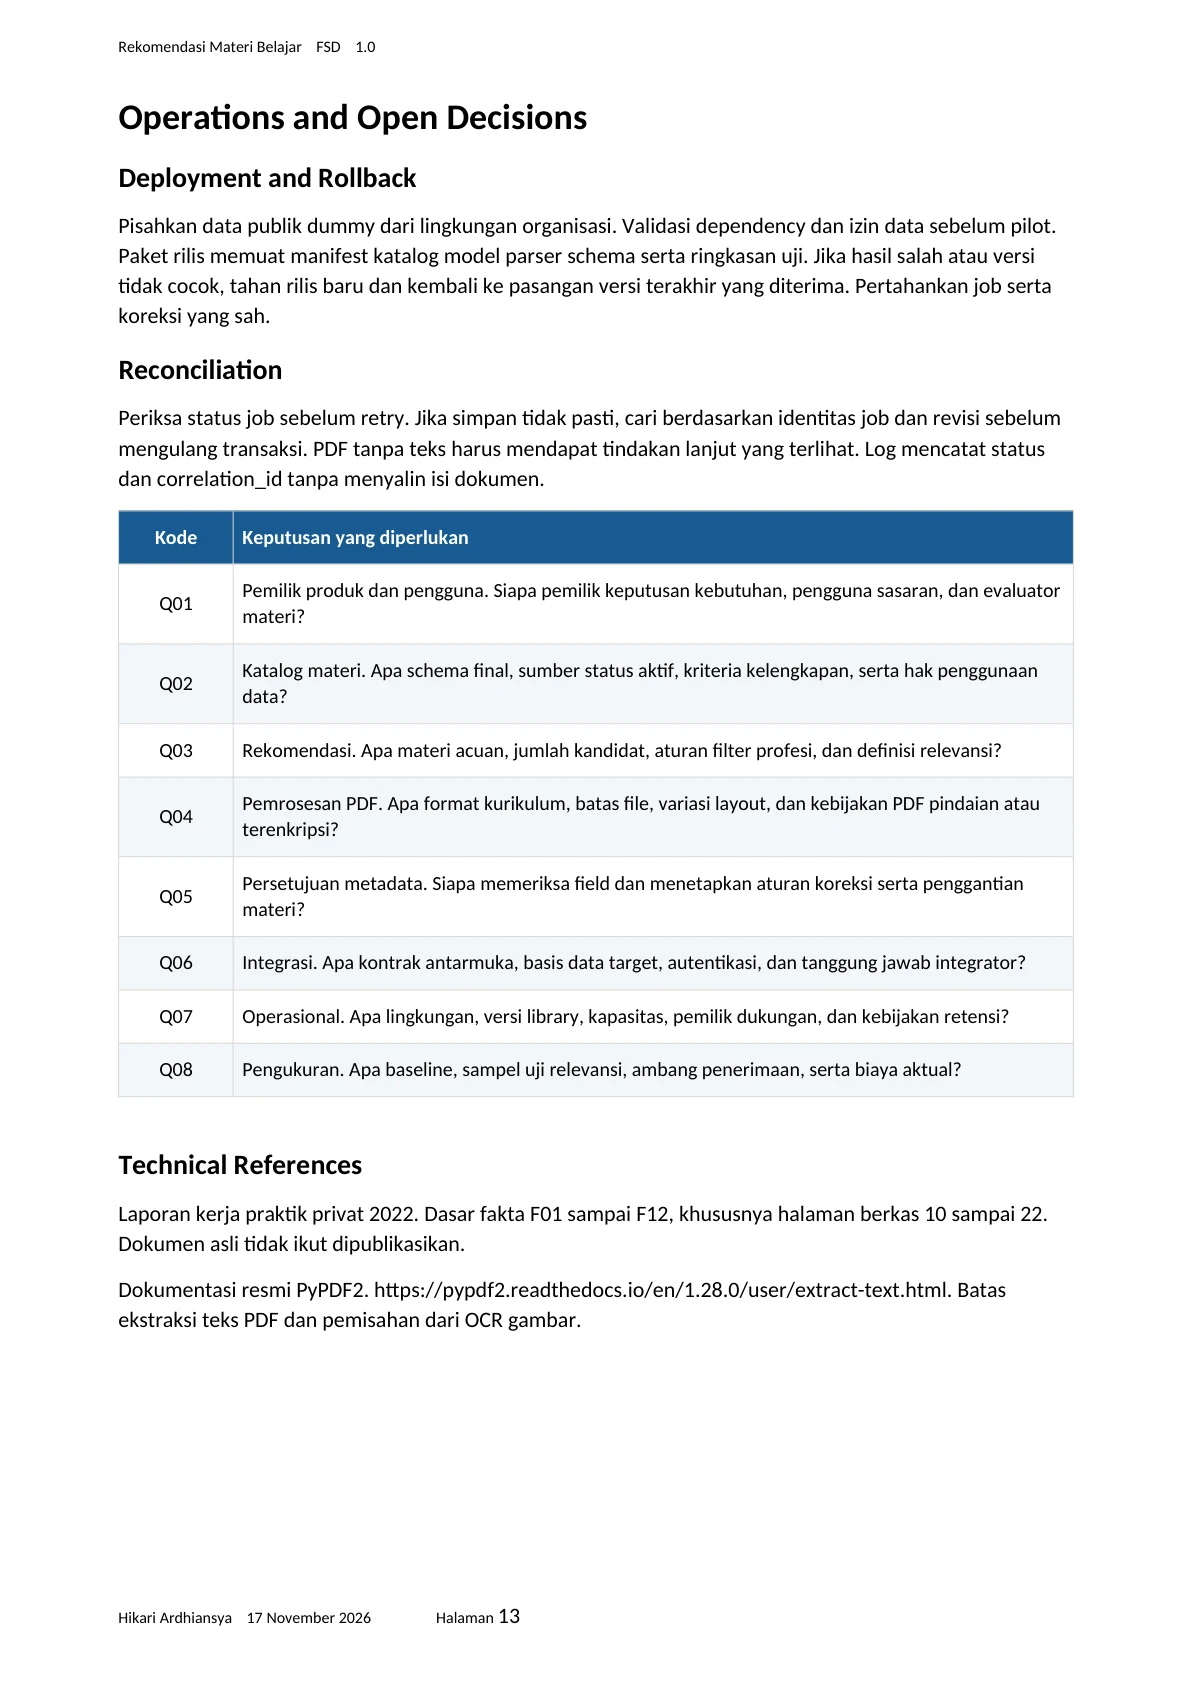 Rekomendasi Materi Belajar FSD 1.0
Operations and Open Decisions
Deployment and Rollback
Pisahkan data publik dummy dari lingkungan organisasi. Validasi dependency dan izin data sebelum pilot.
Paket rilis memuat manifest katalog model parser schema serta ringkasan uji. Jika hasil salah atau versi
tidak cocok, tahan rilis baru dan kembali ke pasangan versi terakhir yang diterima. Pertahankan job serta
koreksi yang sah.
Reconciliation
Periksa status job sebelum retry. Jika simpan tidak pasti, cari berdasarkan identitas job dan revisi sebelum
mengulang transaksi. PDF tanpa teks harus mendapat tindakan lanjut yang terlihat. Log mencatat status
dan correlation_id tanpa menyalin isi dokumen.
Kode Keputusan yang diperlukan
Q01 Pemilik produk dan pengguna. Siapa pemilik keputusan kebutuhan, pengguna sasaran, dan evaluator
materi?
Q02 Katalog materi. Apa schema final, sumber status aktif, kriteria kelengkapan, serta hak penggunaan
data?
Q03 Rekomendasi. Apa materi acuan, jumlah kandidat, aturan filter profesi, dan definisi relevansi?
Q04 Pemrosesan PDF. Apa format kurikulum, batas file, variasi layout, dan kebijakan PDF pindaian atau
terenkripsi?
Q05 Persetujuan metadata. Siapa memeriksa field dan menetapkan aturan koreksi serta penggantian
materi?
Q06 Integrasi. Apa kontrak antarmuka, basis data target, autentikasi, dan tanggung jawab integrator?
Q07 Operasional. Apa lingkungan, versi library, kapasitas, pemilik dukungan, dan kebijakan retensi?
Q08 Pengukuran. Apa baseline, sampel uji relevansi, ambang penerimaan, serta biaya aktual?
Technical References
Laporan kerja praktik privat 2022. Dasar fakta F01 sampai F12, khususnya halaman berkas 10 sampai 22.
Dokumen asli tidak ikut dipublikasikan.
Dokumentasi resmi PyPDF2. https://pypdf2.readthedocs.io/en/1.28.0/user/extract-text.html. Batas
ekstraksi teks PDF dan pemisahan dari OCR gambar.
Hikari Ardhiansya 17 November 2026 Halaman 13